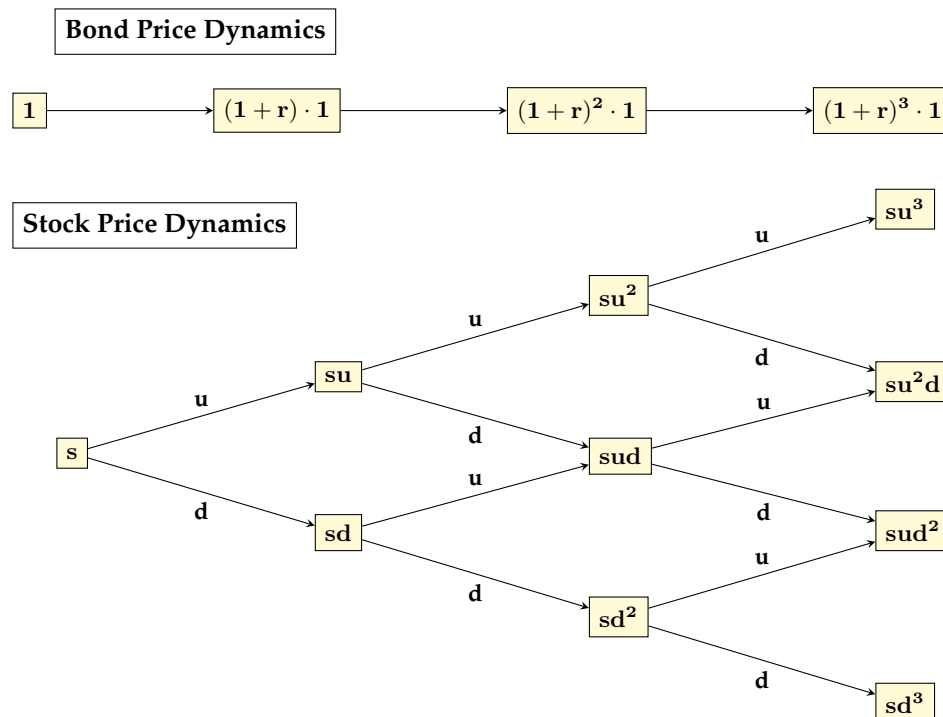 Bond Price Dynamics
1 (1 + r) · 1 (1 + r)² · 1 (1 + r)³ · 1
su³
Stock Price Dynamics
u
su²
u d
su su²d
u u
s d sud
u
d d
sd sud²
u
d
sd²
d
sd³